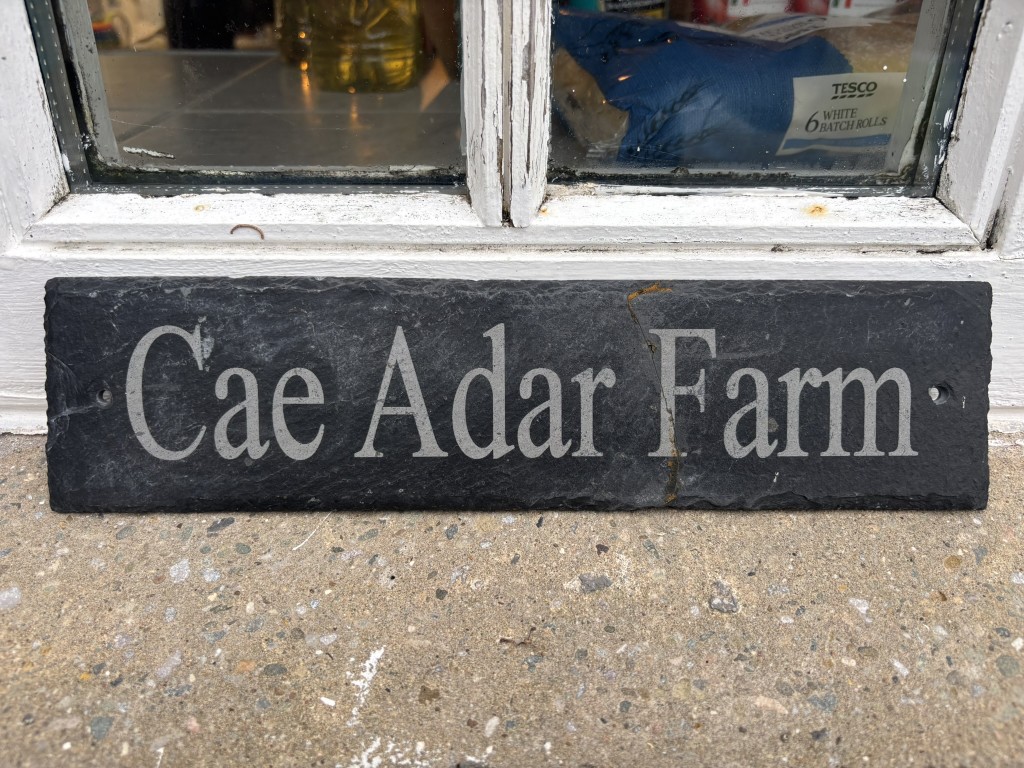 TESCO
6 WHITE
BATCH ROLLS
Cae Adar Farm